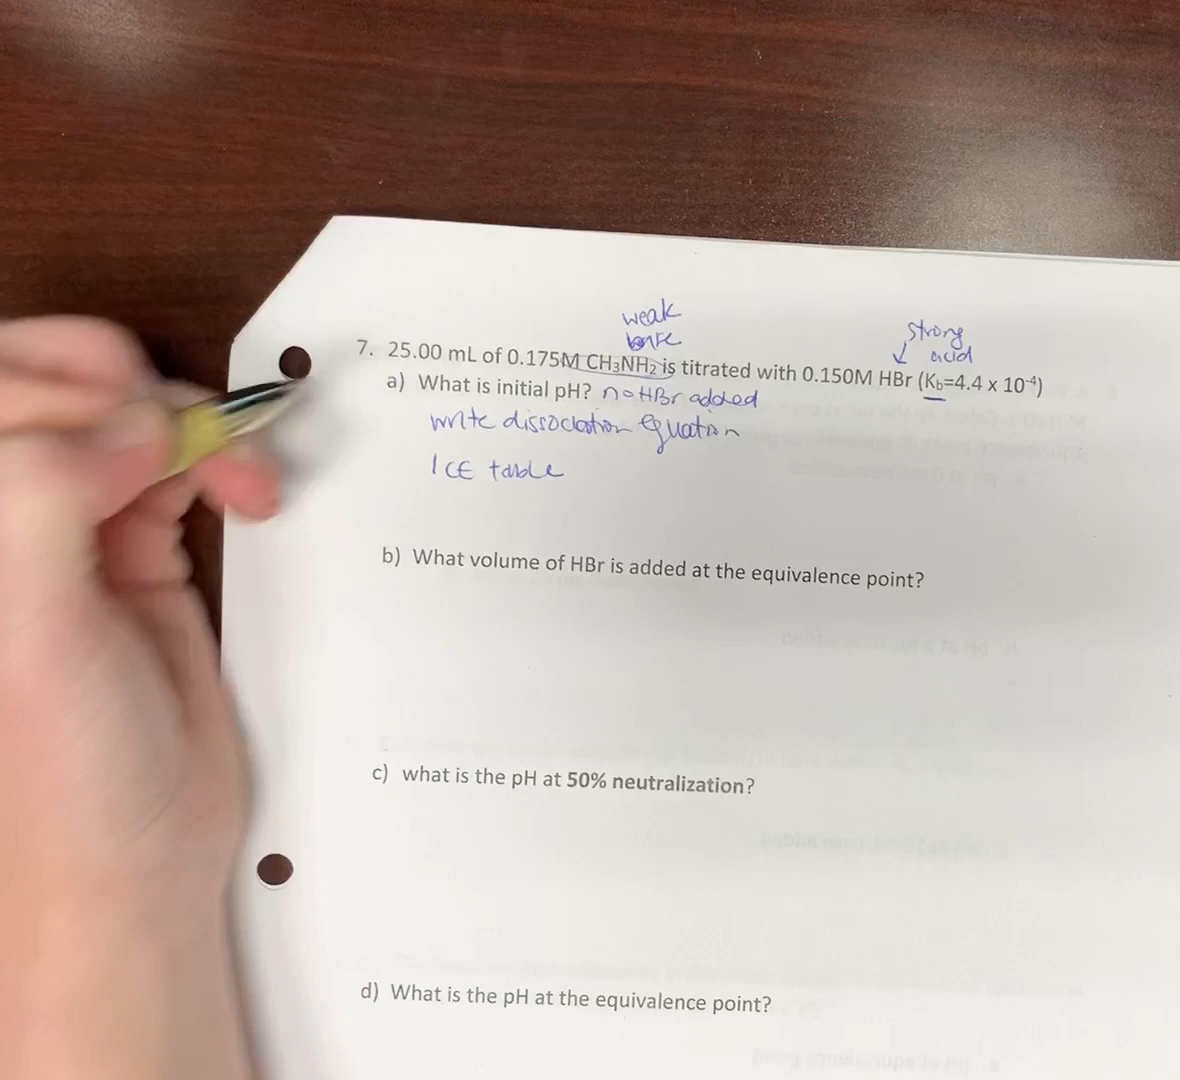 weak
base
strong
↓ acid
7. 25.00 mL of 0.175M CH₃NH₂ is titrated with 0.150M HBr (K_b=4.4 x 10⁻⁴)
a) What is initial pH? no HBr added
write dissociation equation
ICE table
b) What volume of HBr is added at the equivalence point?
c) what is the pH at 50% neutralization?
d) What is the pH at the equivalence point?